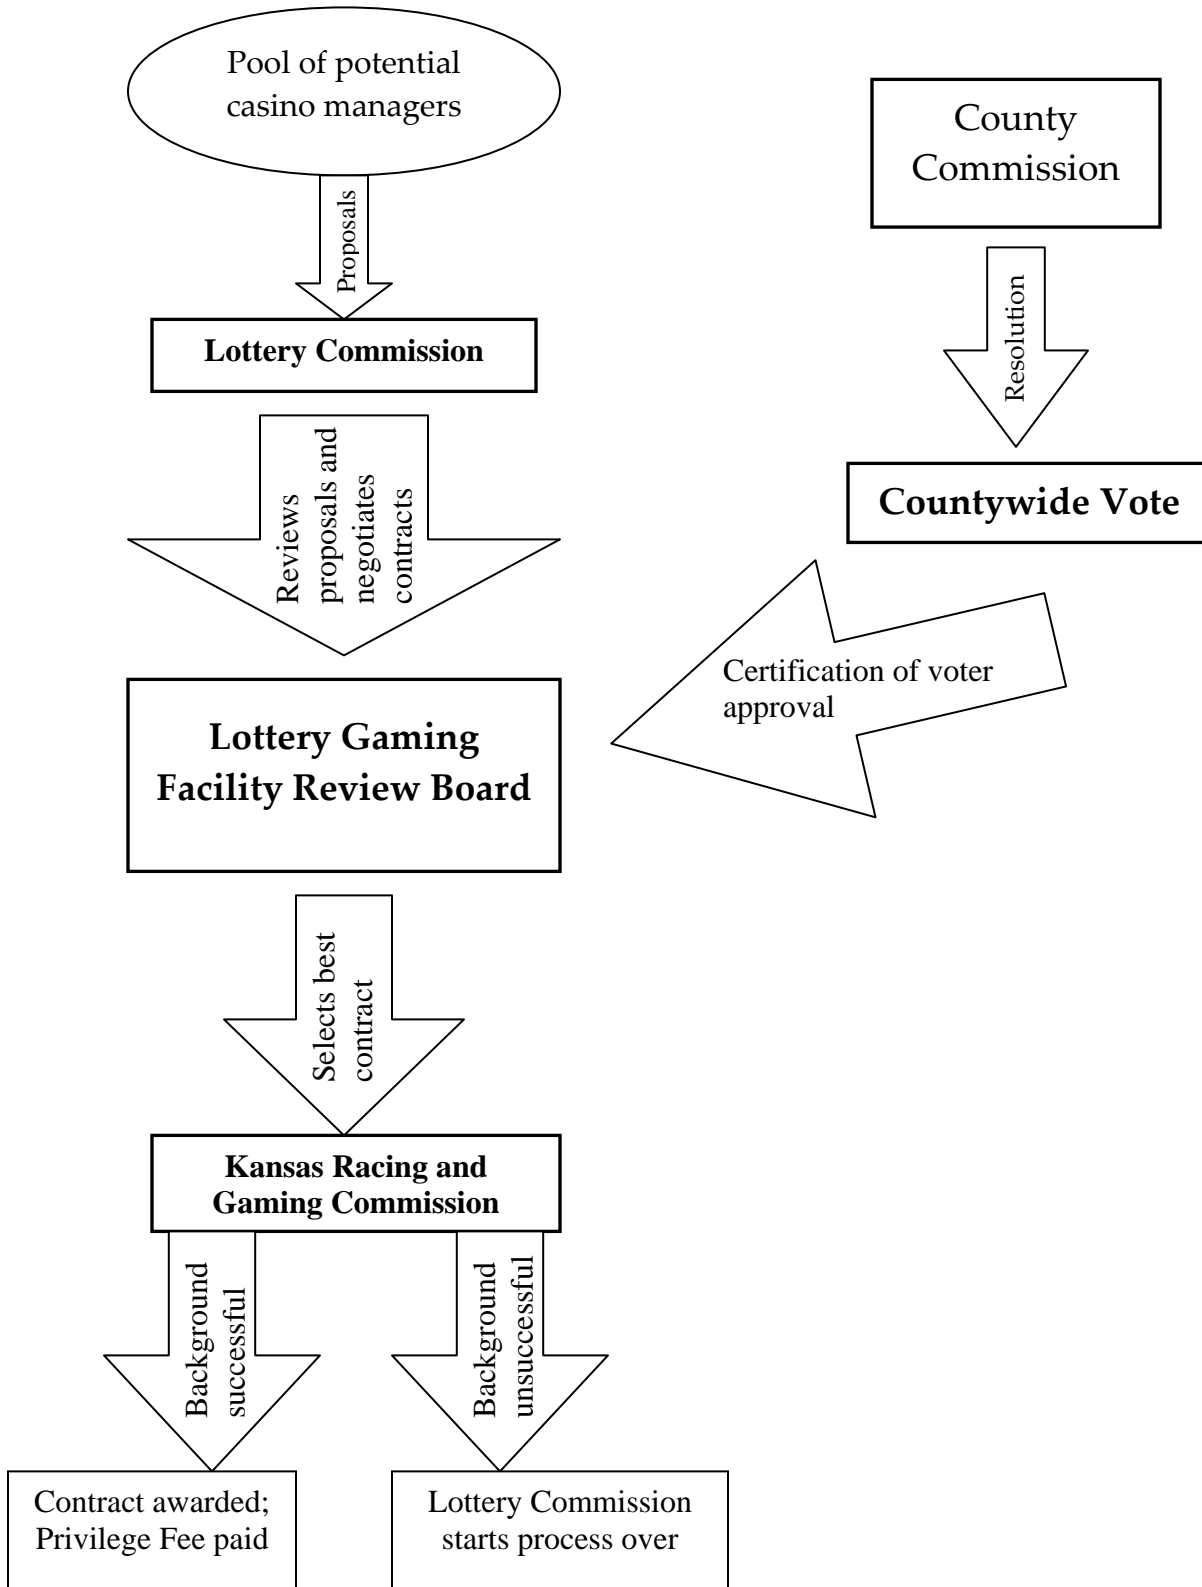 Pool of potential
casino managers
Proposals
Lottery Commission
Reviews
proposals and
negotiates
contracts
County
Commission
Resolution
Countywide Vote
Certification of voter
approval
Lottery Gaming
Facility Review Board
Selects best
contract
Kansas Racing and
Gaming Commission
Background
successful
Background
unsuccessful
Contract awarded;
Privilege Fee paid
Lottery Commission
starts process over